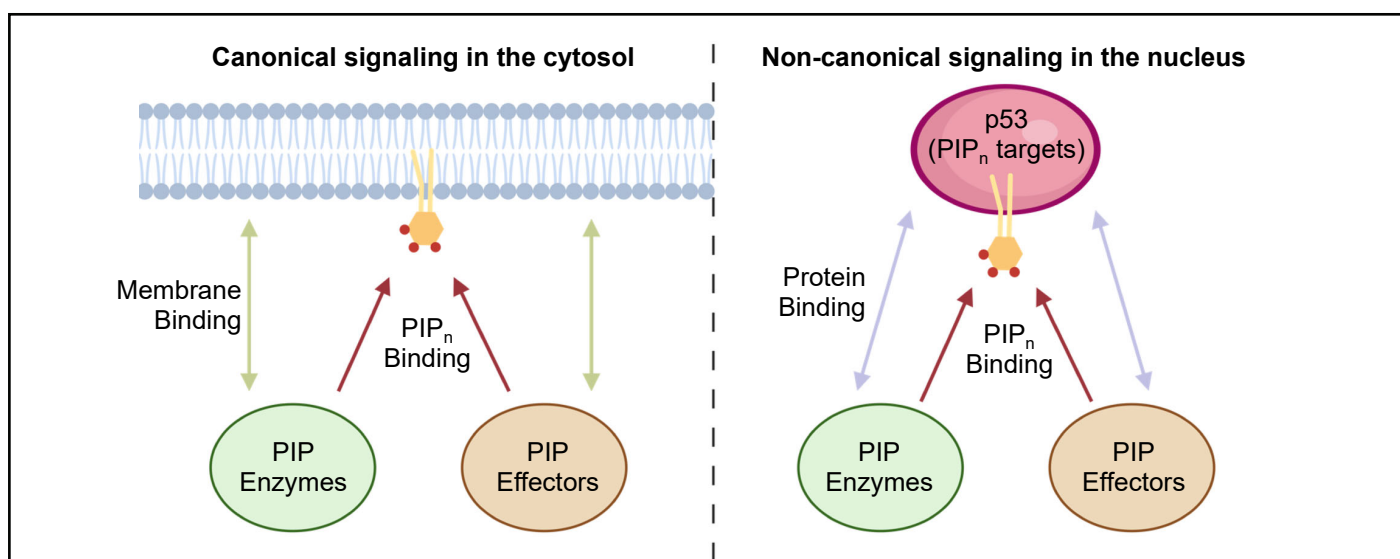 Canonical signaling in the cytosol
Membrane
Binding
PIPn
Binding
PIP
Enzymes
PIP
Effectors
Non-canonical signaling in the nucleus
p53
(PIPn targets)
Protein
Binding
PIPn
Binding
PIP
Enzymes
PIP
Effectors